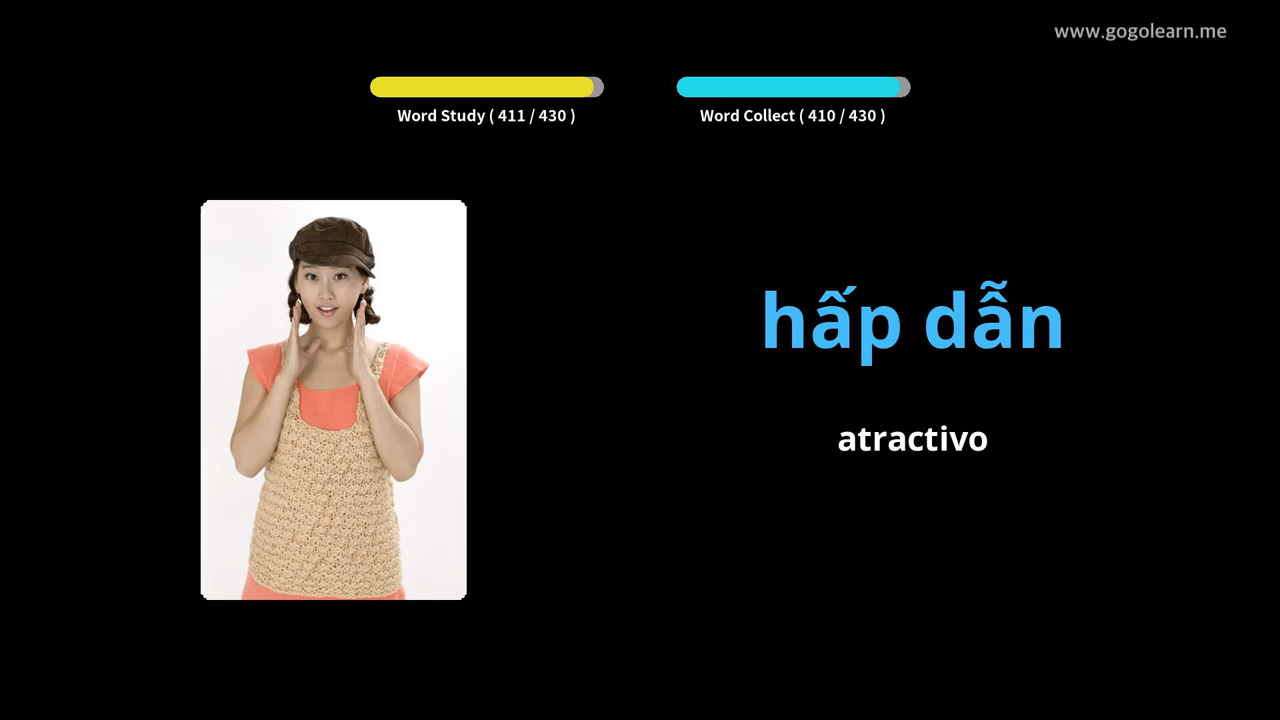 www.gogolearn.me
Word Study ( 411 / 430 )
Word Collect ( 410 / 430 )
hấp dẫn
atractivo